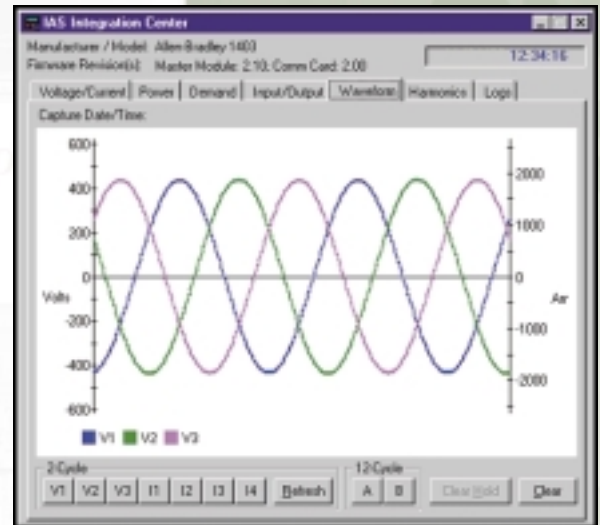 IAS Integration Center
Manufacturer / Model: Allen Bradley 1403
Firmware Revision(s): Master Module: 2.10; Comm Card: 2.00
12:34:16
Voltage/Current Power Demand Input/Output Waveform Harmonics Logs
Capture Date/Time:
600
400
200
0
-200
-400
-600
Volts
2000
1000
0
-1000
-2000
V1 V2 V3
2 Cycle
V1 V2 V3 I1 I2 I3 I4 Refresh
12 Cycle
A B Clear Hold Clear